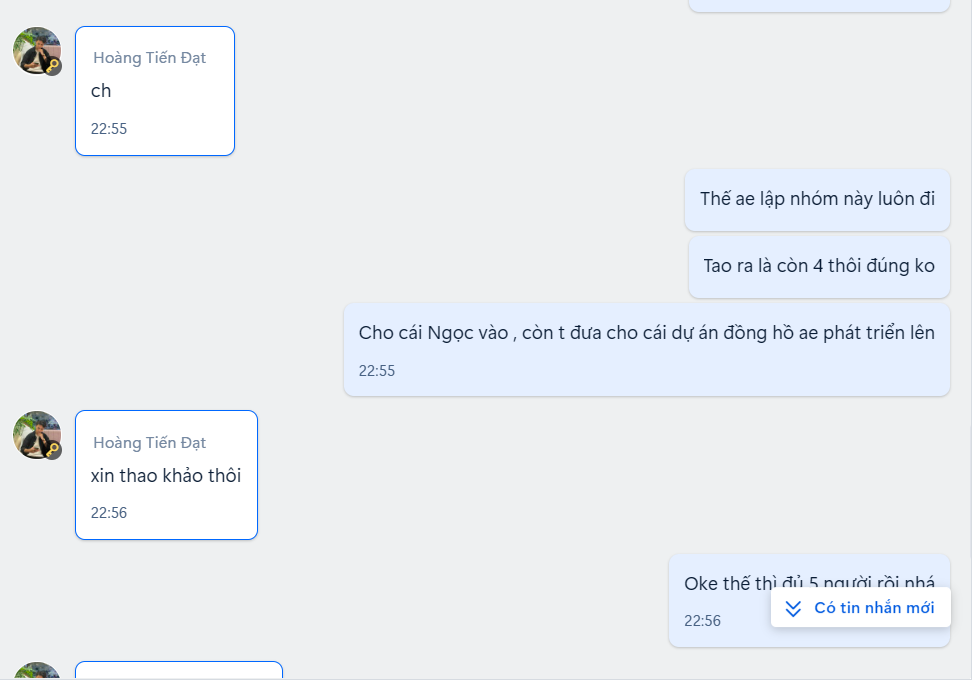 Hoàng Tiến Đạt
ch
22:55
Thế ae lập nhóm này luôn đi
Tao ra là còn 4 thôi đúng ko
Cho cái Ngọc vào , còn t đưa cho cái dự án đồng hồ ae phát triển lên
22:55
Hoàng Tiến Đạt
xin thao khảo thôi
22:56
Oke thế thì đủ 5 người rồi nhá
22:56
Có tin nhắn mới